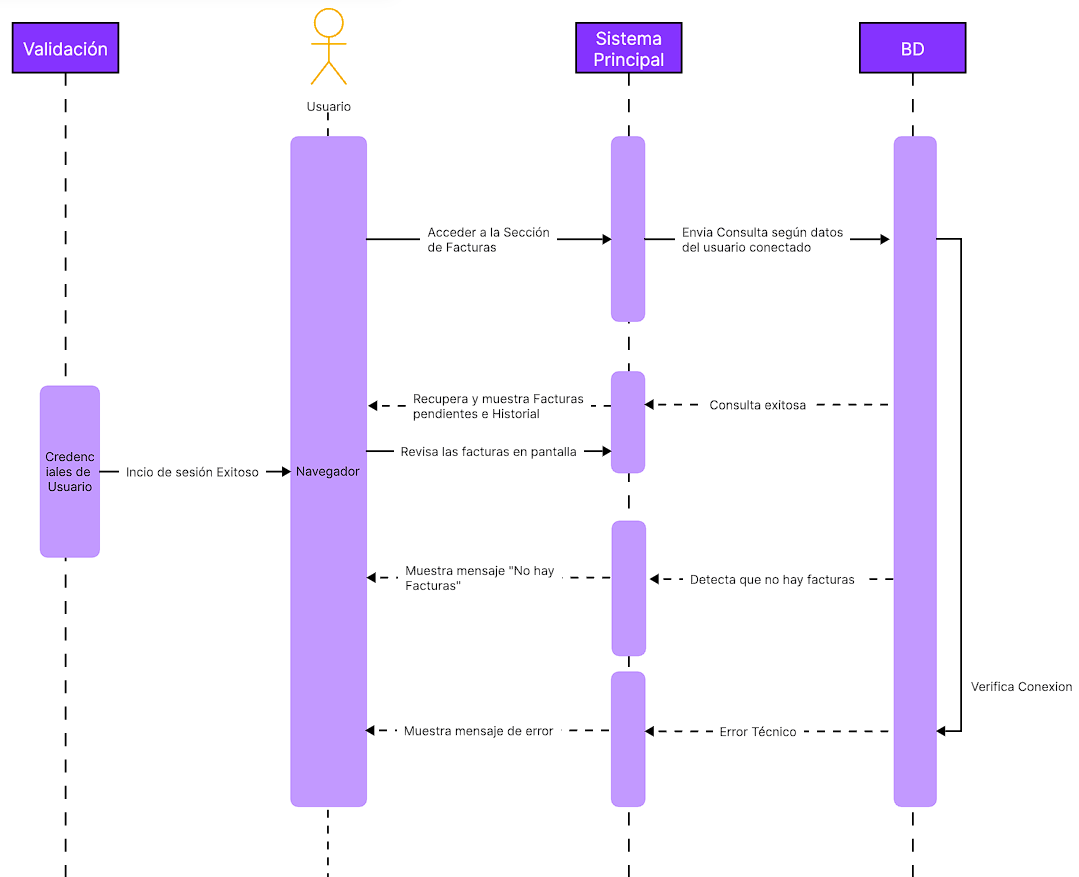 Validación
Usuario
Sistema
Principal
BD
Acceder a la Sección
de Facturas
Envia Consulta según datos
del usuario conectado
Recupera y muestra Facturas
pendientes e Historial
Consulta exitosa
Revisa las facturas en pantalla
Credenc
iales de
Usuario
Incio de sesión Exitoso
Navegador
Muestra mensaje "No hay
Facturas"
Detecta que no hay facturas
Verifica Conexion
Muestra mensaje de error
Error Técnico